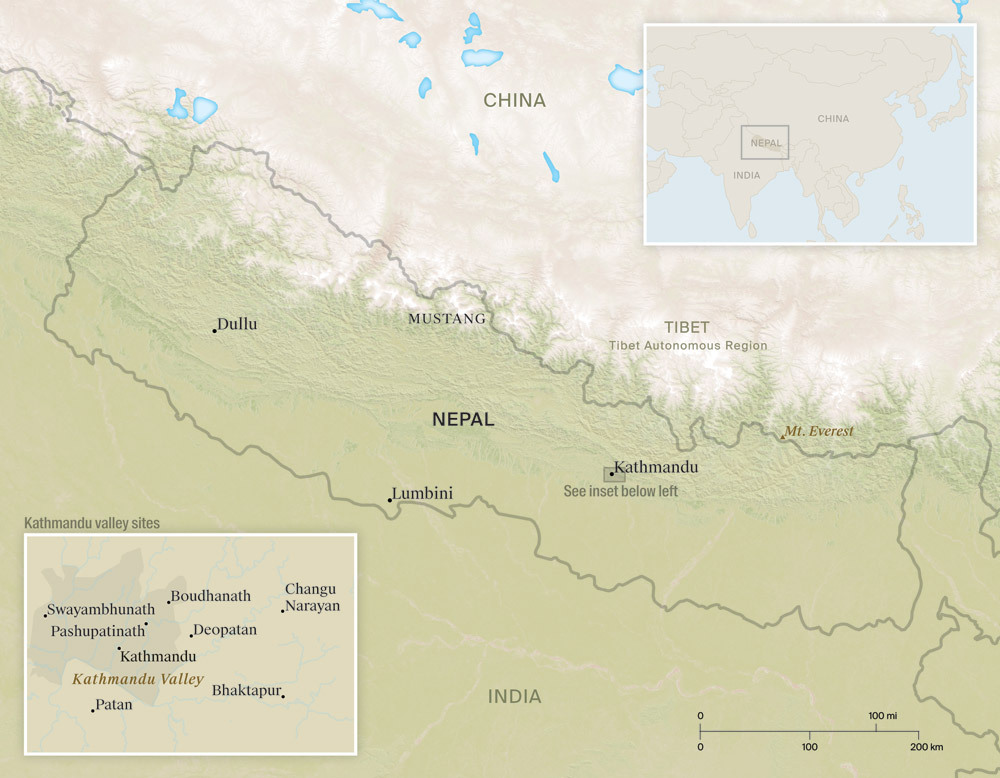 CHINA
CHINA
NEPAL
INDIA
Dullu
MUSTANG
TIBET
Tibet Autonomous Region
NEPAL
Mt. Everest
Kathmandu
See inset below left
Lumbini
Kathmandu valley sites
Changu
Narayan
Boudhanath
Swayambhunath
Pashupatinath
Deopatan
Kathmandu
Kathmandu Valley
Bhaktapur
Patan
INDIA
0 100 mi
0 100 200 km